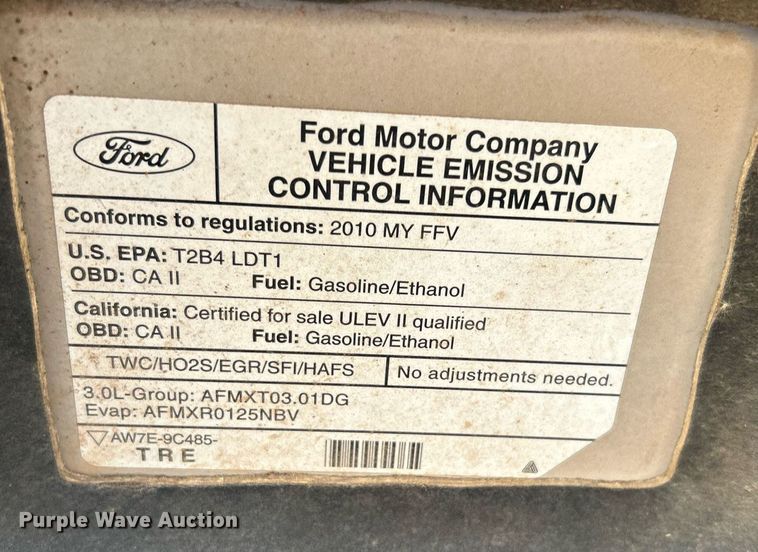 Ford
Ford Motor Company
VEHICLE EMISSION
CONTROL INFORMATION
Conforms to regulations: 2010 MY FFV
U.S. EPA: T2B4 LDT1
OBD: CA II Fuel: Gasoline/Ethanol
California: Certified for sale ULEV II qualified
OBD: CA II Fuel: Gasoline/Ethanol
TWC/HO2S/EGR/SFI/HAFS No adjustments needed.
3.0L-Group: AFMXT03.01DG
Evap: AFMXR0125NBV
AW7E-9C485-
TRE
Purple Wave Auction